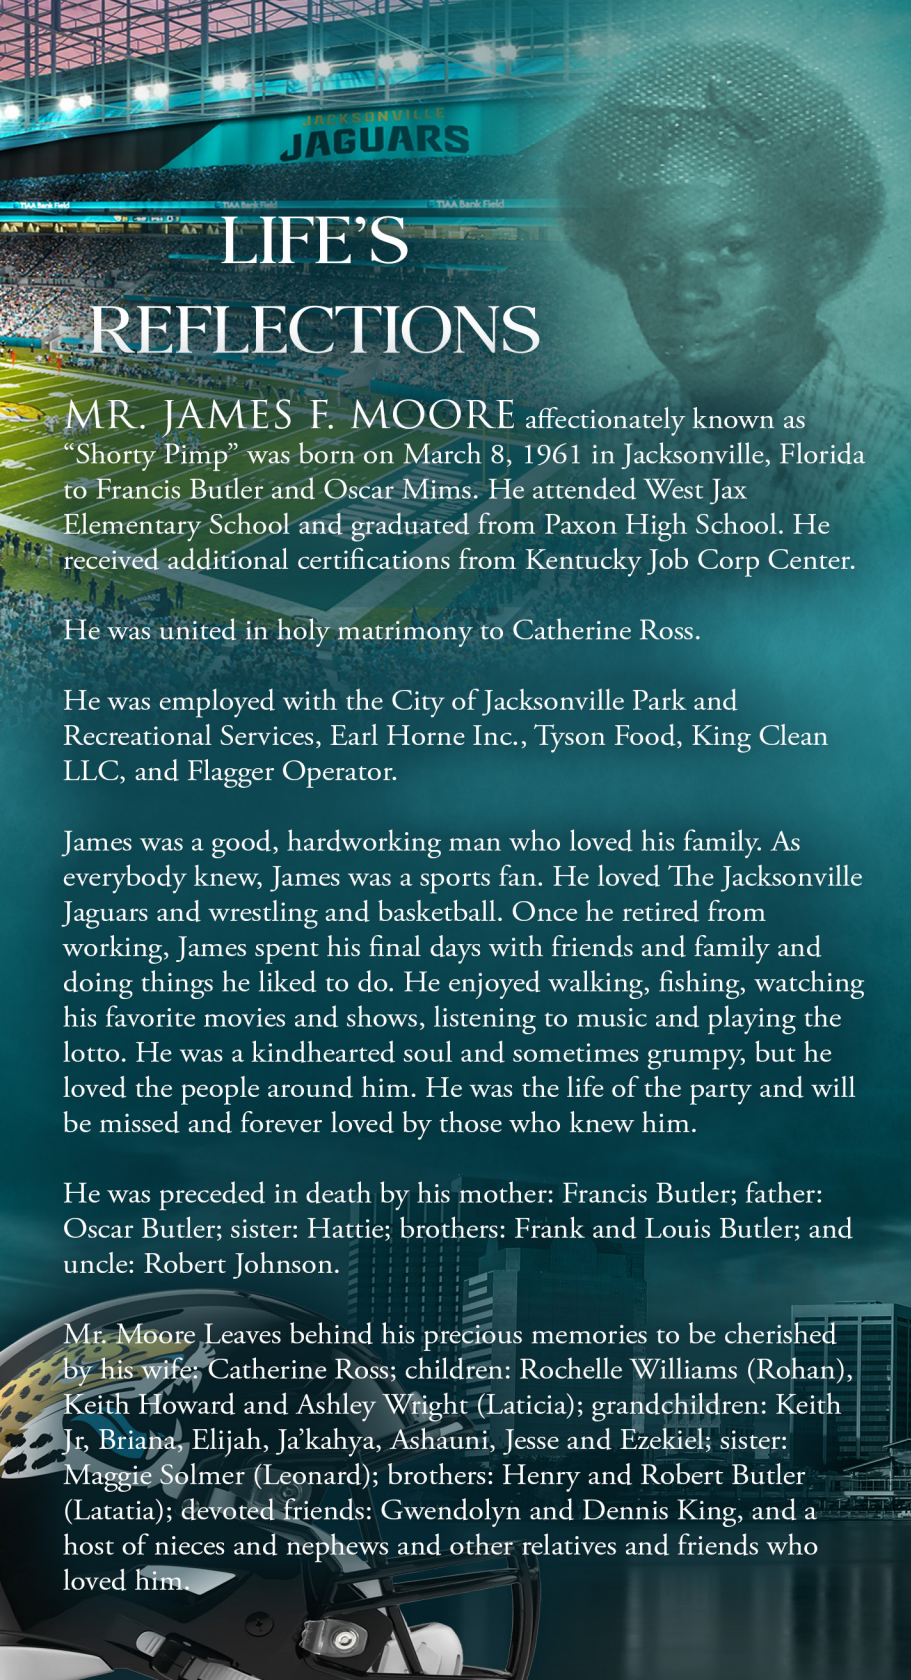 JACKSONVILLE
JAGUARS
TIAA Bank Field
TIAA Bank Field
TIAA Bank Field
LIFE'S
REFLECTIONS
MR. JAMES F. MOORE affectionately known as
“Shorty Pimp” was born on March 8, 1961 in Jacksonville, Florida
to Francis Butler and Oscar Mims. He attended West Jax
Elementary School and graduated from Paxon High School. He
received additional certifications from Kentucky Job Corp Center.
He was united in holy matrimony to Catherine Ross.
He was employed with the City of Jacksonville Park and
Recreational Services, Earl Horne Inc., Tyson Food, King Clean
LLC, and Flagger Operator.
James was a good, hardworking man who loved his family. As
everybody knew, James was a sports fan. He loved The Jacksonville
Jaguars and wrestling and basketball. Once he retired from
working, James spent his final days with friends and family and
doing things he liked to do. He enjoyed walking, fishing, watching
his favorite movies and shows, listening to music and playing the
lotto. He was a kindhearted soul and sometimes grumpy, but he
loved the people around him. He was the life of the party and will
be missed and forever loved by those who knew him.
He was preceded in death by his mother: Francis Butler; father:
Oscar Butler; sister: Hattie; brothers: Frank and Louis Butler; and
uncle: Robert Johnson.
Mr. Moore Leaves behind his precious memories to be cherished
by his wife: Catherine Ross; children: Rochelle Williams (Rohan),
Keith Howard and Ashley Wright (Laticia); grandchildren: Keith
Jr, Briana, Elijah, Ja’kahya, Ashauni, Jesse and Ezekiel; sister:
Maggie Solmer (Leonard); brothers: Henry and Robert Butler
(Latatia); devoted friends: Gwendolyn and Dennis King, and a
host of nieces and nephews and other relatives and friends who
loved him.